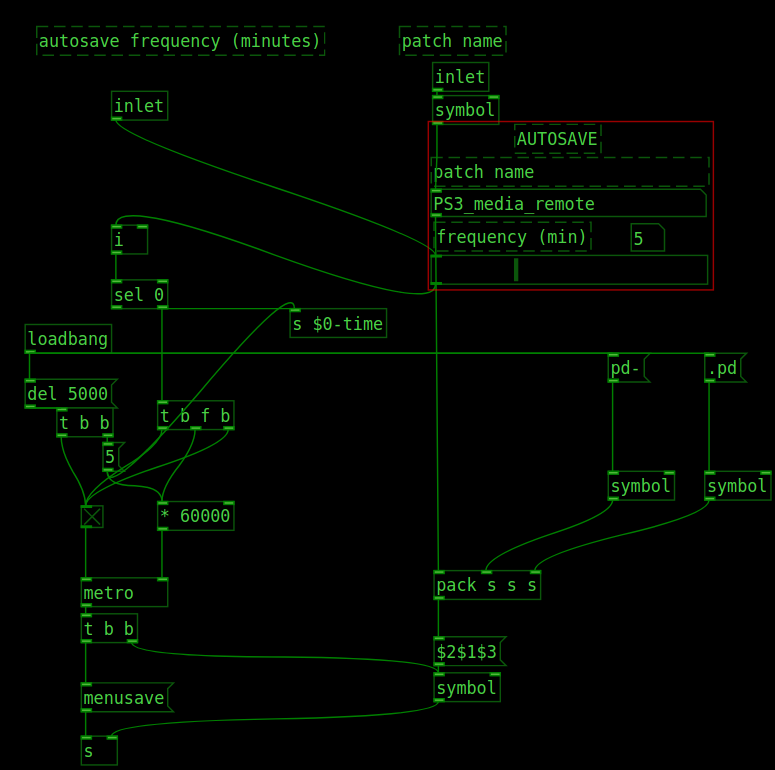 autosave frequency (minutes)
patch name
inlet
inlet
symbol
AUTOSAVE
patch name
PS3_media_remote
frequency (min)
5
i
sel 0
s $0-time
loadbang
pd-
.pd
del 5000
t b b
t b f b
5
symbol
symbol
* 60000
metro
pack s s s
t b b
$2$1$3
menusave
symbol
s